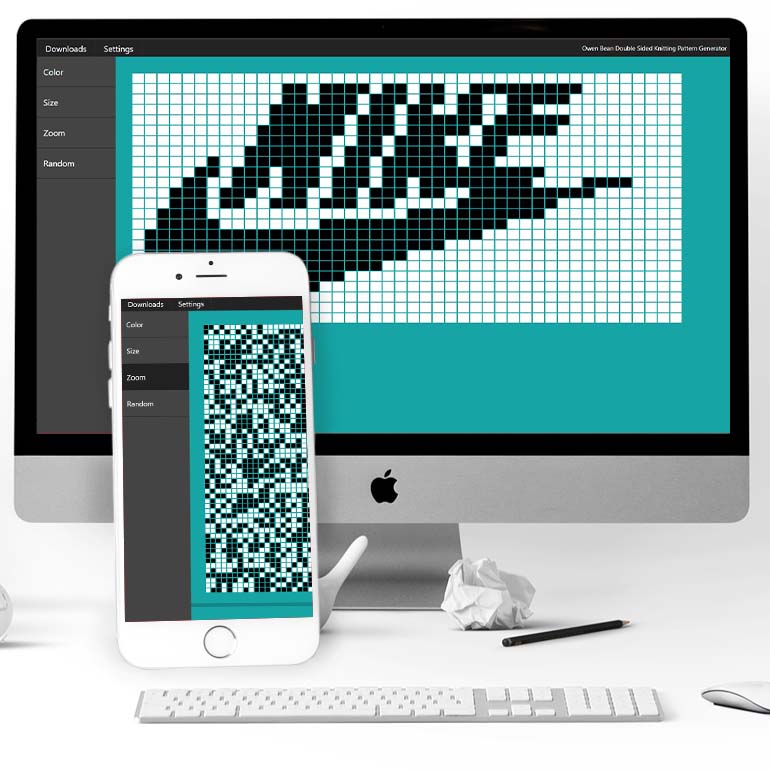 Downloads Settings
Owen Bean Double Sided Knitting Pattern Generator
Color
Size
Zoom
Random
NIKE
Downloads Settings
Color
Size
Zoom
Random